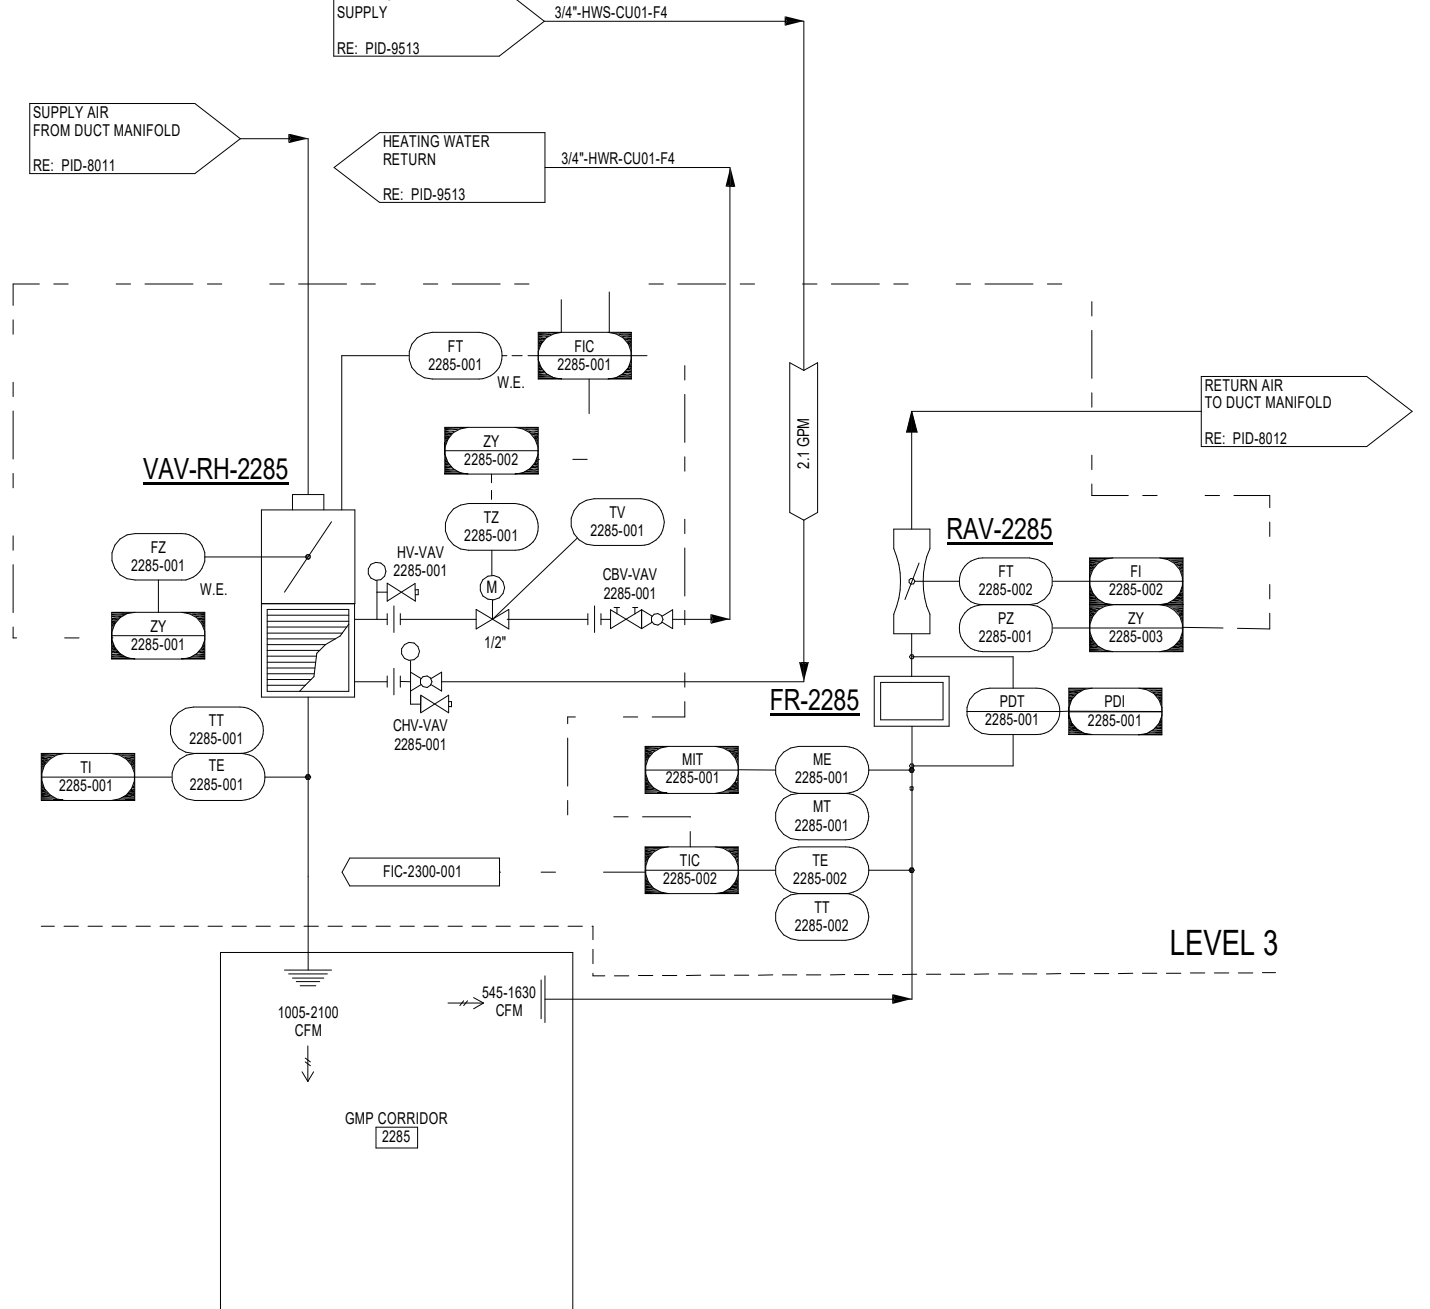 SUPPLY
RE: PID-9513
3/4"-HWS-CU01-F4
SUPPLY AIR
FROM DUCT MANIFOLD
RE: PID-8011
HEATING WATER
RETURN
RE: PID-9513
3/4"-HWR-CU01-F4
FT
2285-001
W.E.
FIC
2285-001
2.1 GPM
RETURN AIR
TO DUCT MANIFOLD
RE: PID-8012
ZY
2285-002
VAV-RH-2285
TZ
2285-001
TV
2285-001
RAV-2285
FZ
2285-001
W.E.
HV-VAV
2285-001
M
CBV-VAV
2285-001
1/2"
ZY
2285-001
FT
2285-002
FI
2285-002
PZ
2285-001
ZY
2285-003
FR-2285
PDT
2285-001
PDI
2285-001
CHV-VAV
2285-001
TT
2285-001
TI
2285-001
TE
2285-001
MIT
2285-001
ME
2285-001
MT
2285-001
FIC-2300-001
TIC
2285-002
TE
2285-002
TT
2285-002
LEVEL 3
545-1630
CFM
1005-2100
CFM
GMP CORRIDOR
2285